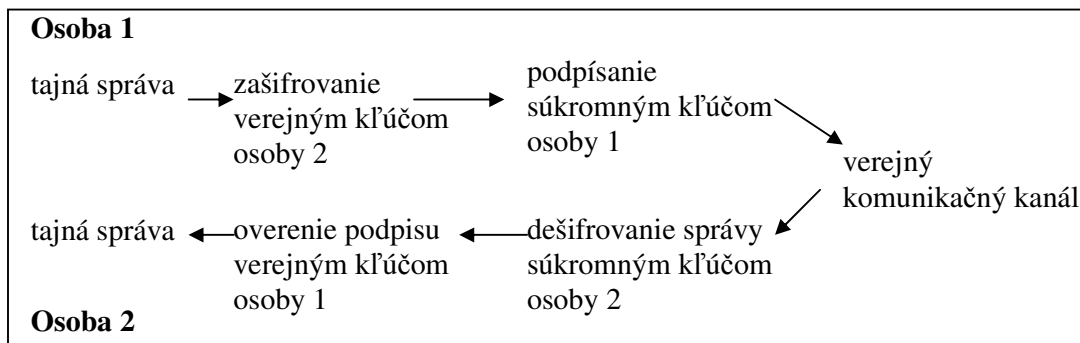 Osoba 1
tajná správa
zašifrovanie
verejným kľúčom
osoby 2
podpísanie
súkromným kľúčom
osoby 1
verejný
komunikačný kanál
dešifrovanie správy
súkromným kľúčom
osoby 2
overenie podpisu
verejným kľúčom
osoby 1
tajná správa
Osoba 2